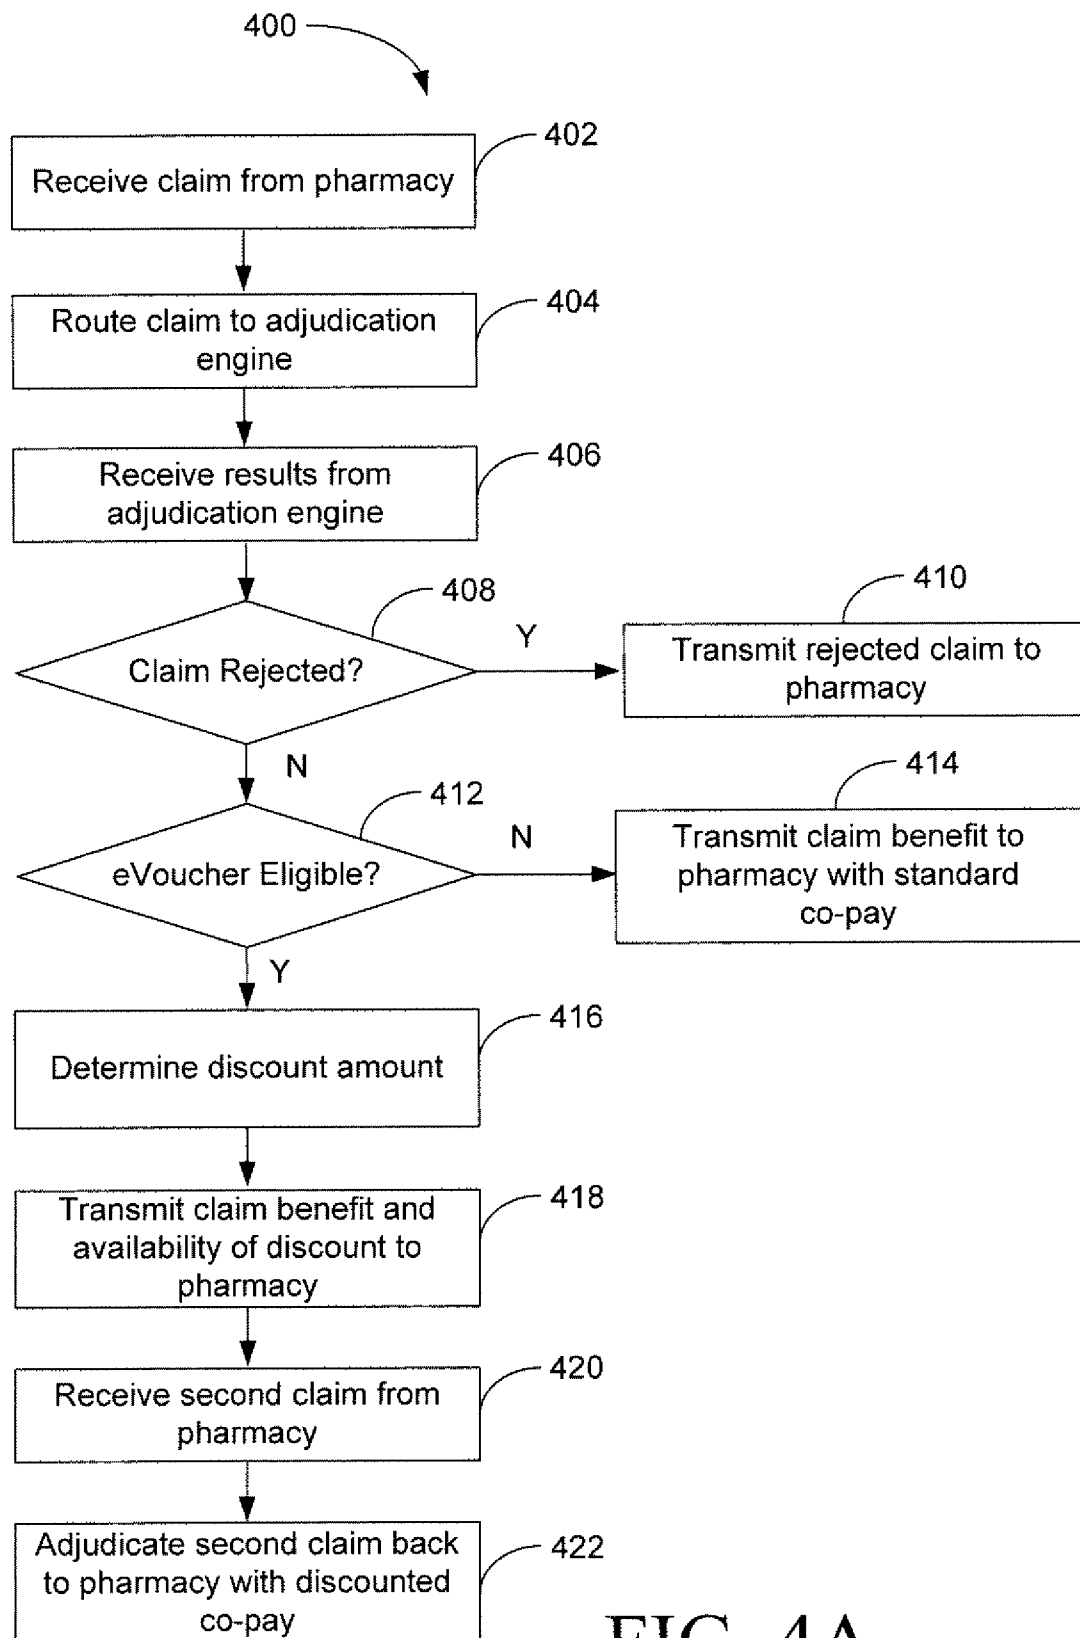 400
402
Receive claim from pharmacy
404
Route claim to adjudication
engine
406
Receive results from
adjudication engine
408
Claim Rejected?
Y
410
Transmit rejected claim to
pharmacy
N
412
eVoucher Eligible?
N
414
Transmit claim benefit to
pharmacy with standard
co-pay
Y
416
Determine discount amount
418
Transmit claim benefit and
availability of discount to
pharmacy
420
Receive second claim from
pharmacy
422
Adjudicate second claim back
to pharmacy with discounted
co-pay
FIG. 4A